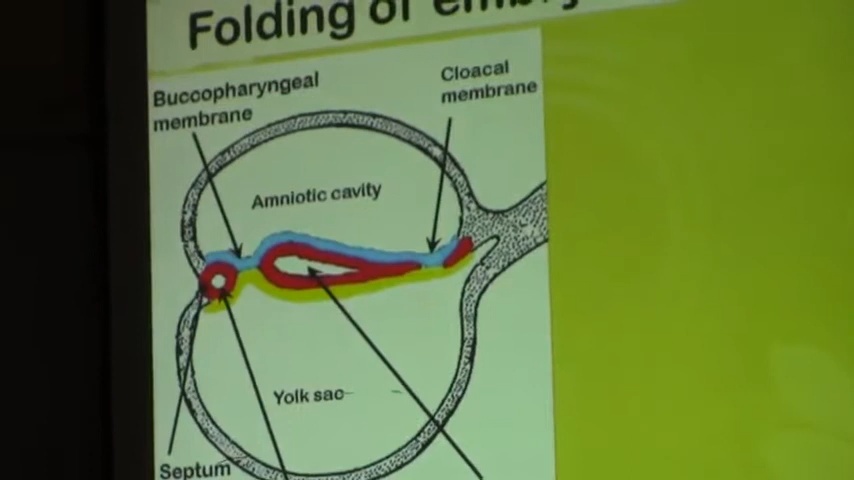 Folding of
Buccopharyngeal
membrane
Cloacal
membrane
Amniotic cavity
Yolk sac
Septum